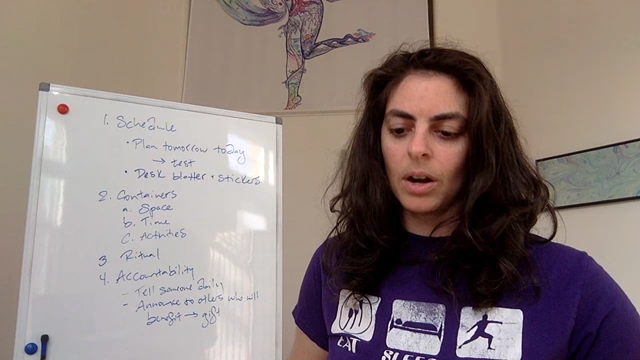 1. Schedule
• Plan tomorrow today
→ test
• Desk blotter + stickers
2. Containers
a. Space
b. Time
c. Activities
3 Ritual
4. Accountability
– Tell someone daily
– Announce to others who will
benefit → gift
EAT
SLEEP